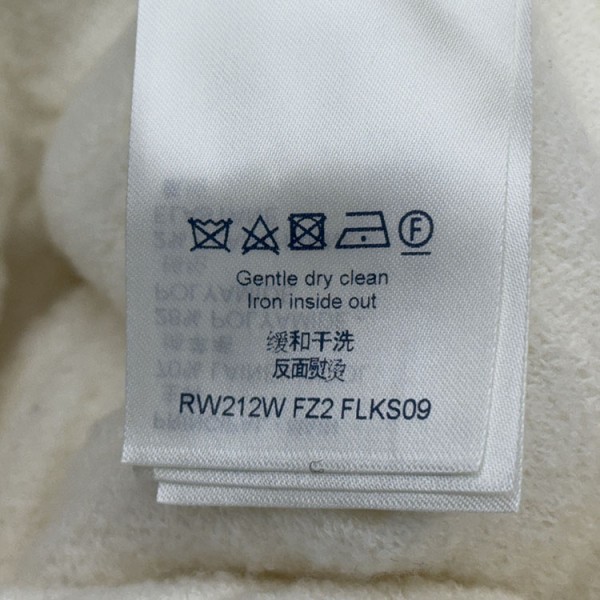 F
Gentle dry clean
Iron inside out
缓和干洗
反面熨烫
RW212W FZ2 FLKS09